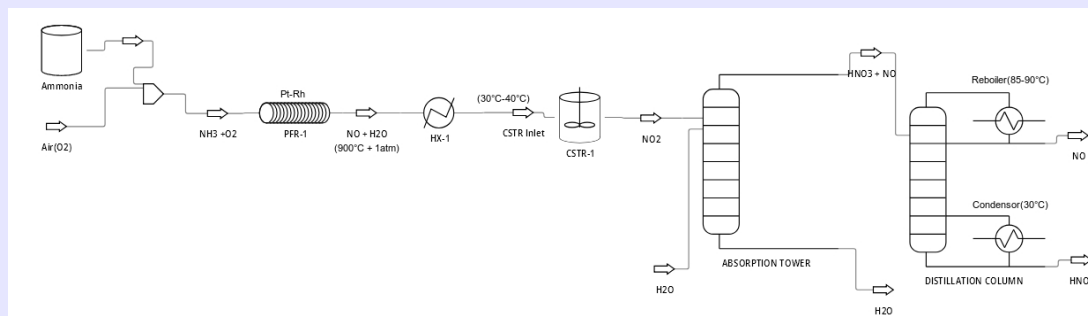 Ammonia
Air(O2)
NH3 +O2
Pt-Rh
PFR-1
NO + H2O
(900°C + 1atm)
HX-1
(30°C-40°C)
CSTR Inlet
CSTR-1
NO2
H2O
ABSORPTION TOWER
H2O
HNO3 + NO
Reboiler(85-90°C)
NO
Condensor(30°C)
DISTILLATION COLUMN
HNO